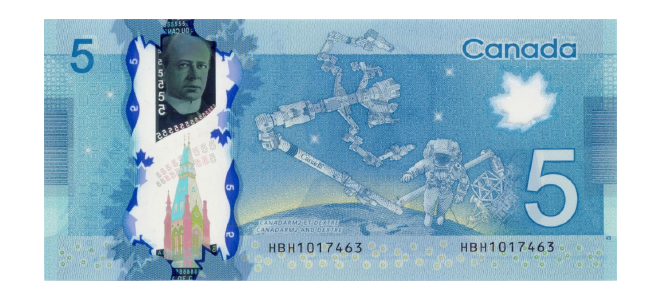 Canada
5
Canada
CANADARM2 ET DEXTRE
CANADARM2 AND DEXTRE
5
HBH1017463
HBH1017463